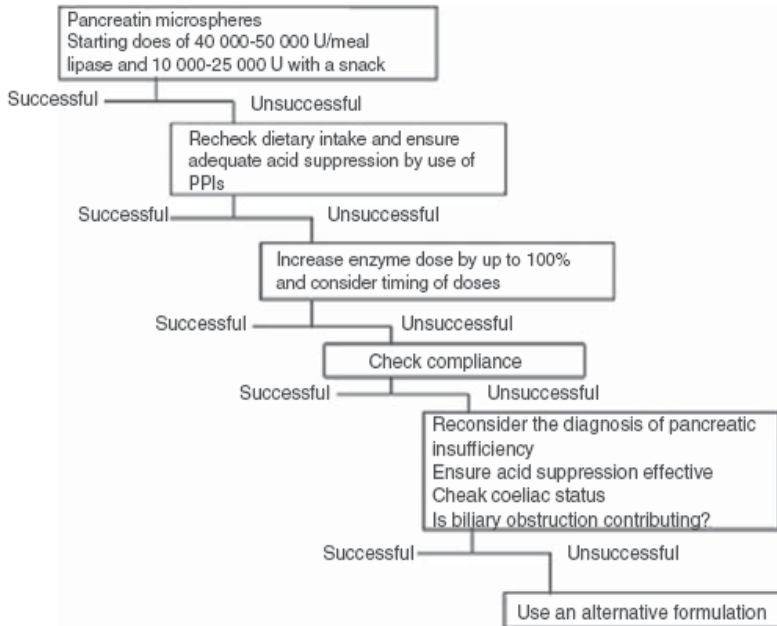 Pancreatin microspheres
Starting does of 40 000-50 000 U/meal
lipase and 10 000-25 000 U with a snack
Successful
Unsuccessful
Recheck dietary intake and ensure
adequate acid suppression by use of
PPIs
Successful
Unsuccessful
Increase enzyme dose by up to 100%
and consider timing of doses
Successful
Unsuccessful
Check compliance
Successful
Unsuccessful
Reconsider the diagnosis of pancreatic
insufficiency
Ensure acid suppression effective
Cheak coeliac status
Is biliary obstruction contributing?
Successful
Unsuccessful
Use an alternative formulation